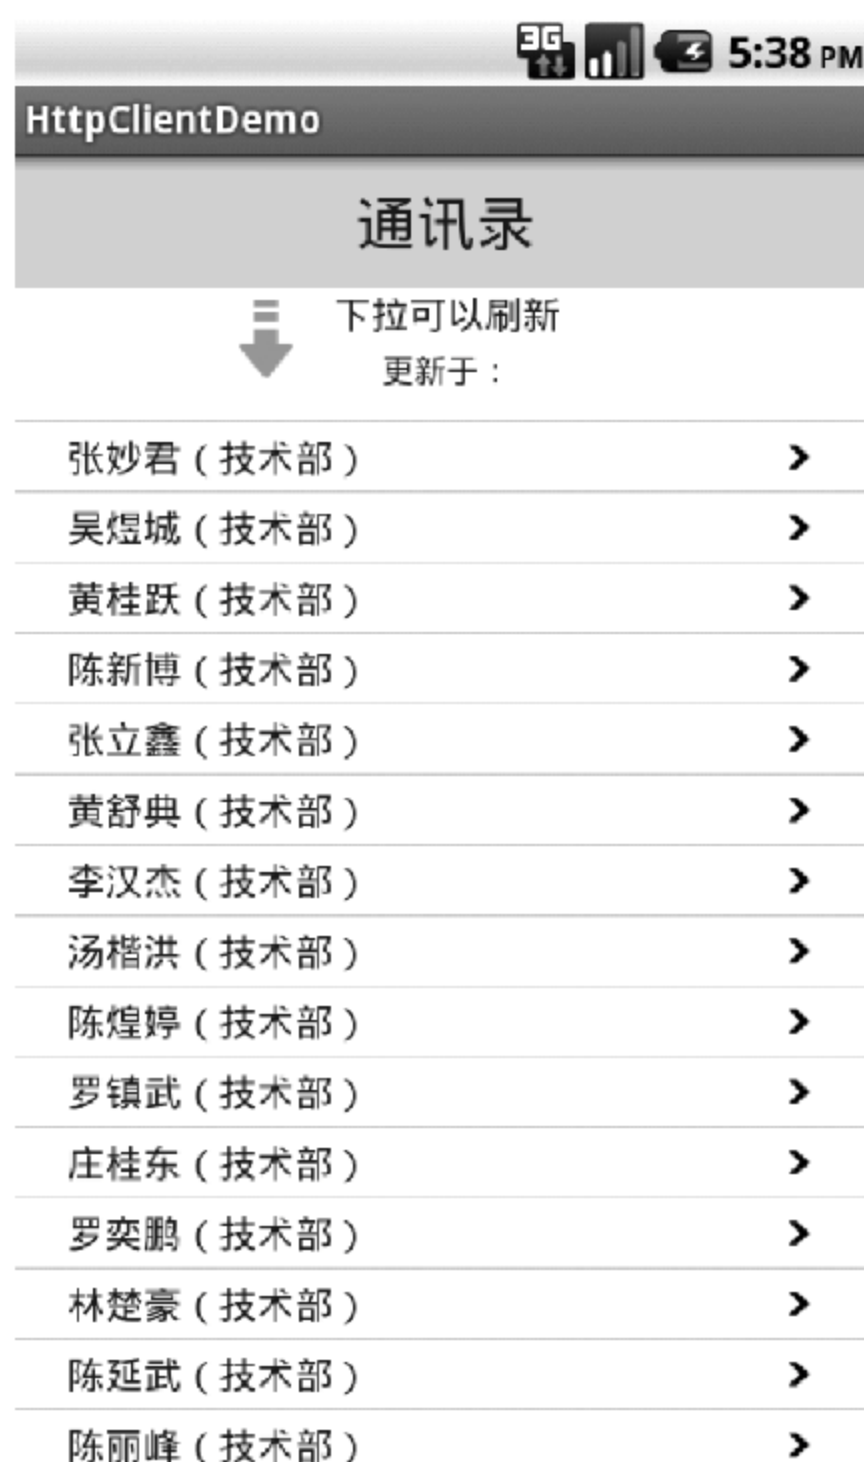 3G 5:38 PM
HttpClientDemo
通讯录
下拉可以刷新
更新于：
张妙君（技术部）
吴煜城（技术部）
黄桂跃（技术部）
陈新博（技术部）
张立鑫（技术部）
黄舒典（技术部）
李汉杰（技术部）
汤楷洪（技术部）
陈煌婷（技术部）
罗镇武（技术部）
庄桂东（技术部）
罗奕鹏（技术部）
林楚豪（技术部）
陈延武（技术部）
陈丽峰（技术部）